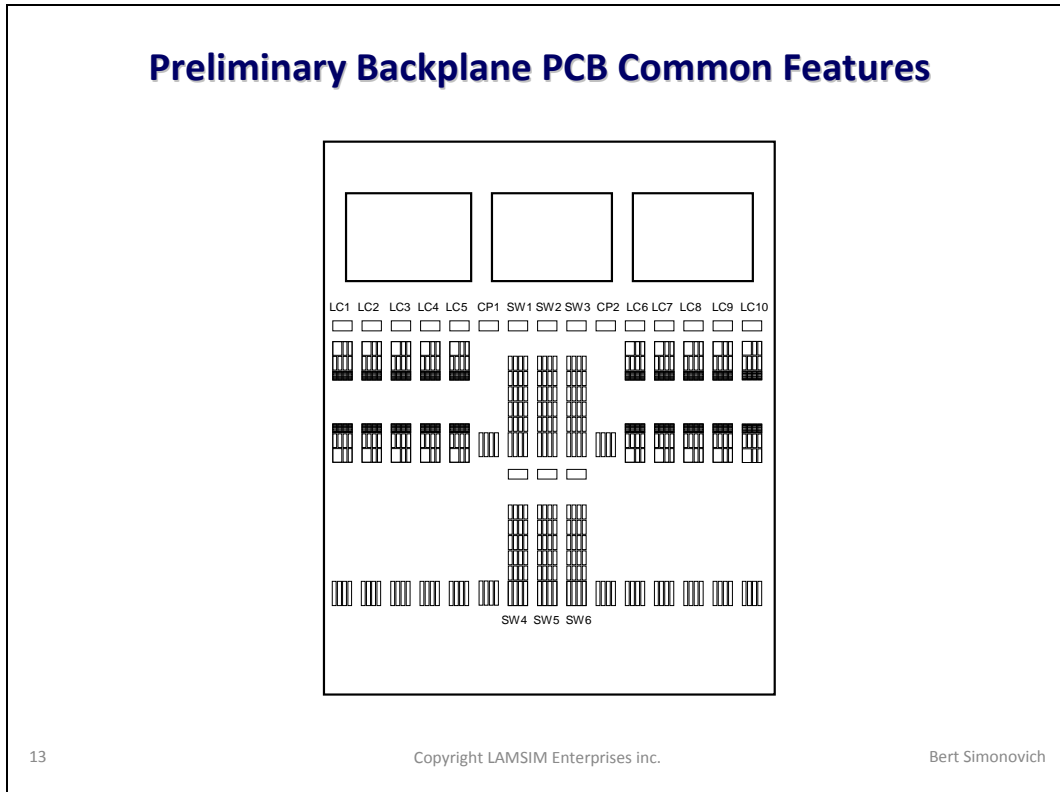 Preliminary Backplane PCB Common Features
LC1 LC2 LC3 LC4 LC5 CP1 SW1 SW2 SW3 CP2 LC6 LC7 LC8 LC9 LC10
SW4 SW5 SW6
13 Copyright LAMSIM Enterprises inc. Bert Simonovich